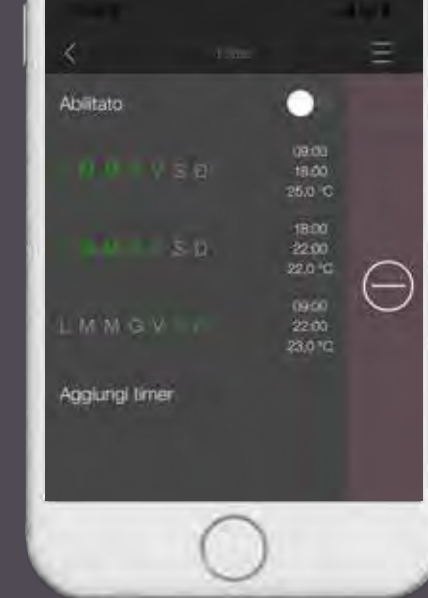 Timer
Abilitato
L M M G V S D
09:00
18:00
25,0 °C
L M M G V S D
18:00
22:00
22,0 °C
L M M G V S D
09:00
22:00
23,0 °C
Aggiungi timer